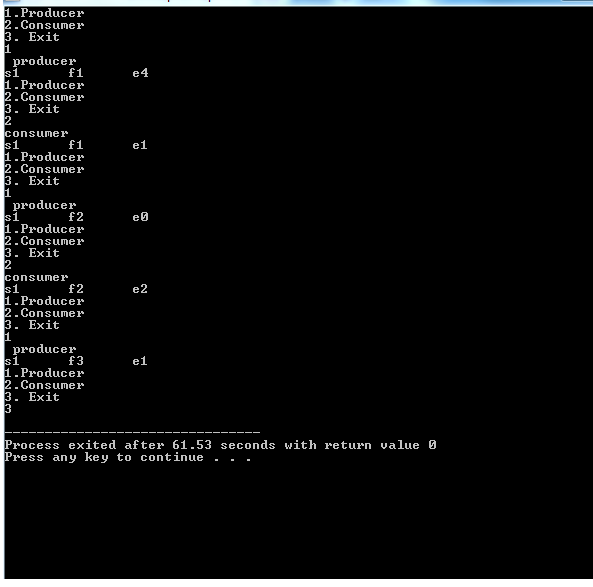 1.Producer
2.Consumer
3. Exit
1
producer
s1 f1 e4
1.Producer
2.Consumer
3. Exit
2
consumer
s1 f1 e1
1.Producer
2.Consumer
3. Exit
1
producer
s1 f2 e0
1.Producer
2.Consumer
3. Exit
2
consumer
s1 f2 e2
1.Producer
2.Consumer
3. Exit
1
producer
s1 f3 e1
1.Producer
2.Consumer
3. Exit
3
--------------------------------
Process exited after 61.53 seconds with return value 0
Press any key to continue . . .